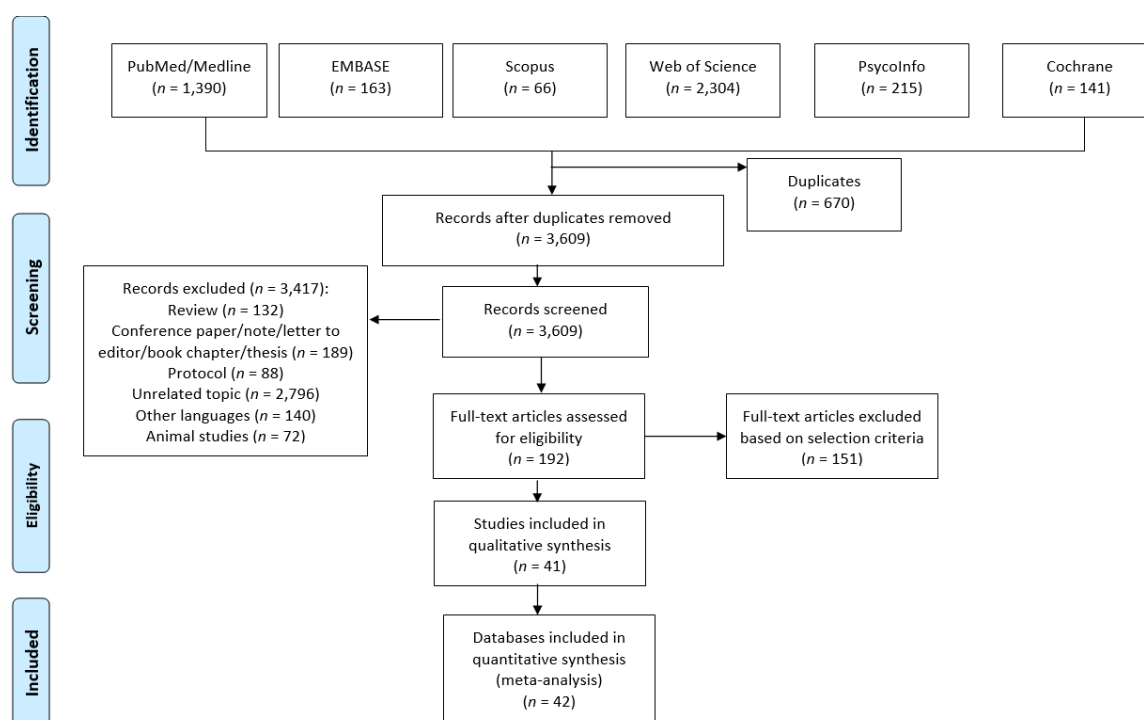 Identification
PubMed/Medline
(n = 1,390)
EMBASE
(n = 163)
Scopus
(n = 66)
Web of Science
(n = 2,304)
PsycoInfo
(n = 215)
Cochrane
(n = 141)
Duplicates
(n = 670)
Records after duplicates removed
(n = 3,609)
Screening
Records excluded (n = 3,417):
Review (n = 132)
Conference paper/note/letter to
editor/book chapter/thesis (n = 189)
Protocol (n = 88)
Unrelated topic (n = 2,796)
Other languages (n = 140)
Animal studies (n = 72)
Records screened
(n = 3,609)
Eligibility
Full-text articles assessed
for eligibility
(n = 192)
Full-text articles excluded
based on selection criteria
(n = 151)
Studies included in
qualitative synthesis
(n = 41)
Included
Databases included in
quantitative synthesis
(meta-analysis)
(n = 42)